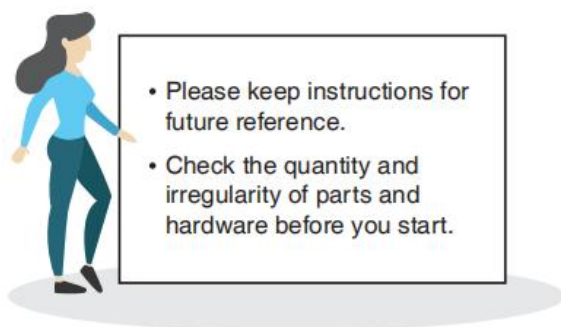 • Please keep instructions for
future reference.
• Check the quantity and
irregularity of parts and
hardware before you start.